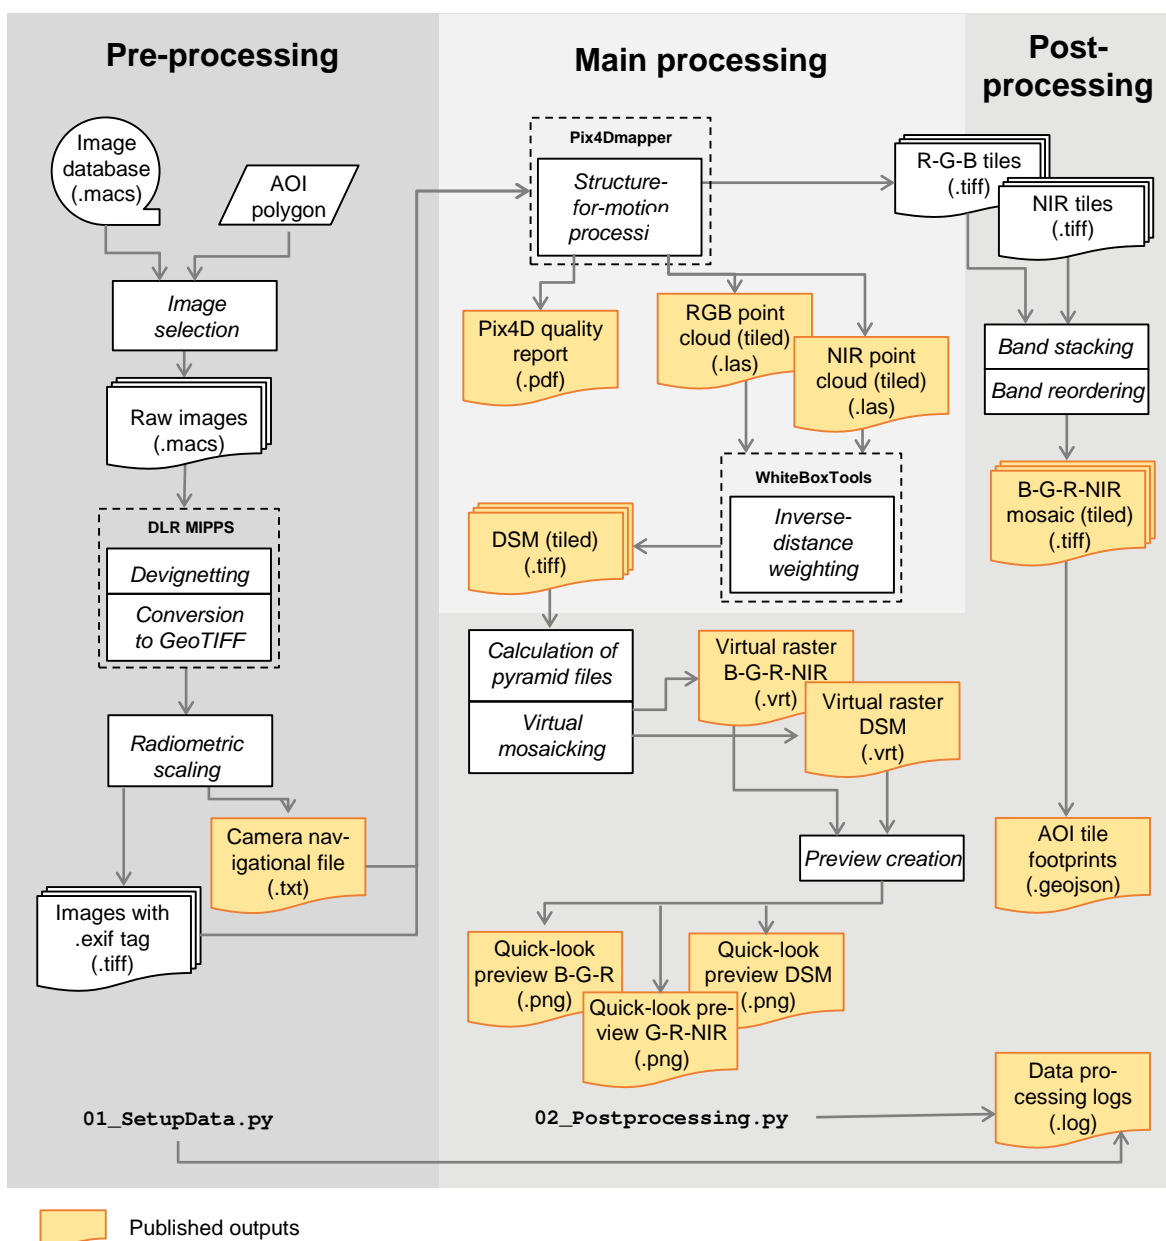 Pre-processing
Main processing
Post-
processing
Image
database
(.macs)
AOI
polygon
Image
selection
Raw images
(.macs)
DLR MIPPS
Devignetting
Conversion
to GeoTIFF
Radiometric
scaling
Camera nav-
igational file
(.txt)
Images with
.exif tag
(.tiff)
01_SetupData.py
Pix4Dmapper
Structure-
for-motion
processi
Pix4D quality
report
(.pdf)
RGB point
cloud (tiled)
(.las)
NIR point
cloud (tiled)
(.las)
WhiteBoxTools
Inverse-
distance
weighting
DSM (tiled)
(.tiff)
Calculation of
pyramid files
Virtual
mosaicking
Virtual raster
B-G-R-NIR
(.vrt)
Virtual raster
DSM
(.vrt)
Preview creation
Quick-look
preview B-G-R
(.png)
Quick-look pre-
view G-R-NIR
(.png)
Quick-look
preview DSM
(.png)
02_Postprocessing.py
R-G-B tiles
(.tiff)
NIR tiles
(.tiff)
Band stacking
Band reordering
B-G-R-NIR
mosaic (tiled)
(.tiff)
AOI tile
footprints
(.geojson)
Data pro-
cessing logs
(.log)
Published outputs